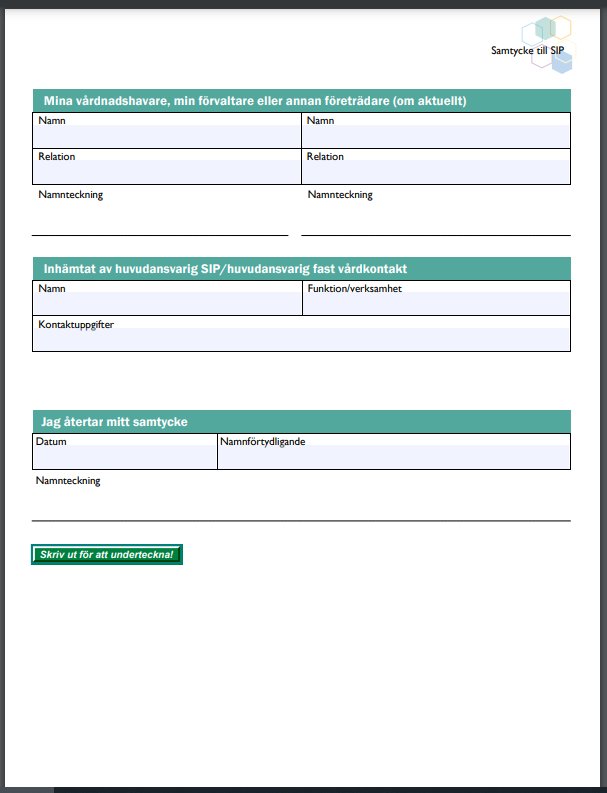 Samtycke till SIP
Mina vårdnadshavare, min förvaltare eller annan företrädare (om aktuellt)
Namn Namn
Relation Relation
Namnteckning Namnteckning
Inhämtat av huvudansvarig SIP/huvudansvarig fast vårdkontakt
Namn Funktion/verksamhet
Kontaktuppgifter
Jag återtar mitt samtycke
Datum Namnförtydligande
Namnteckning
Skriv ut för att underteckna!